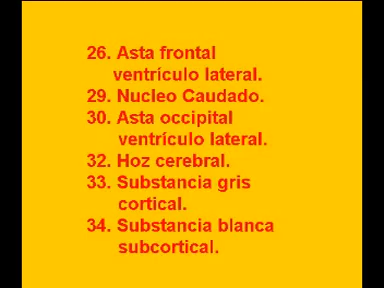 26. Asta frontal
ventrículo lateral.
29. Nucleo Caudado.
30. Asta occipital
ventrículo lateral.
32. Hoz cerebral.
33. Substancia gris
cortical.
34. Substancia blanca
subcortical.